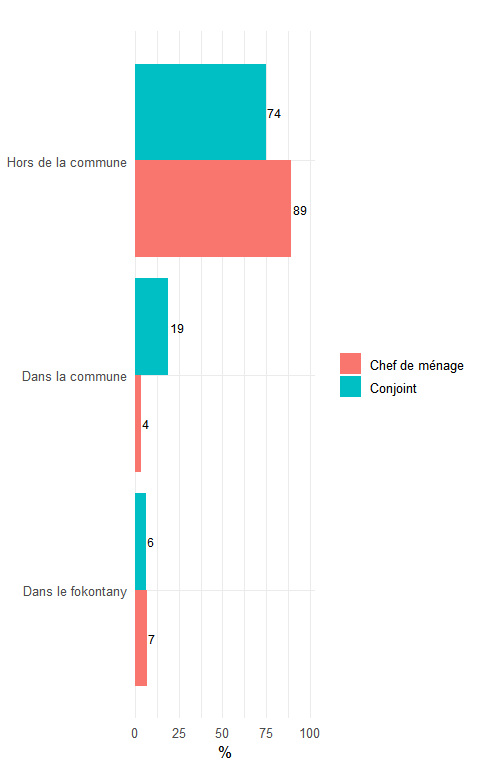 74
Hors de la commune
89
19
Dans la commune
4
6
Dans le fokontany
7
Chef de ménage
Conjoint
0 25 50 75 100
%